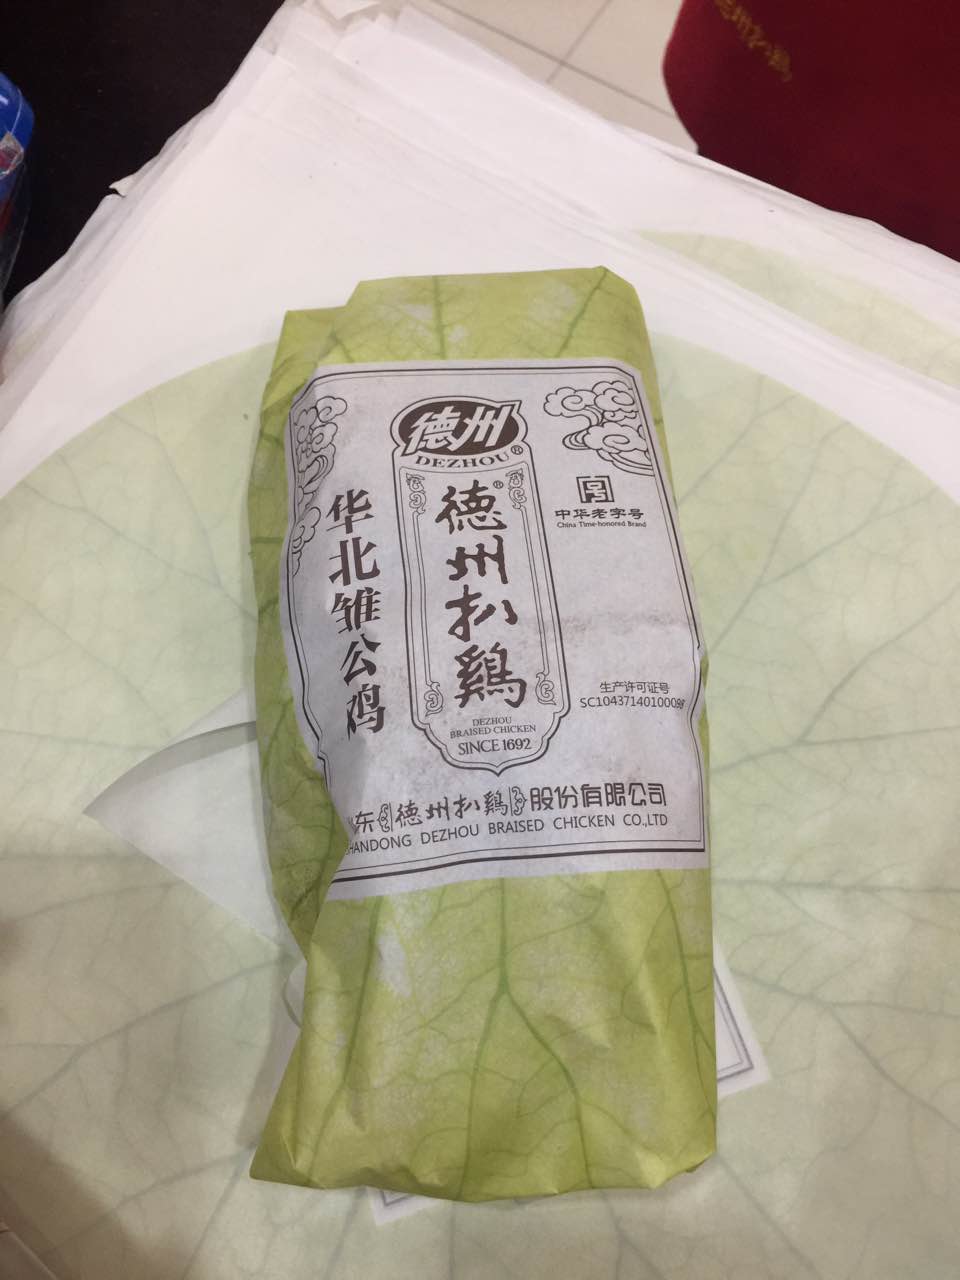 德州
DEZHOU®
德州扒鷄®
DEZHOU
BRAISED CHICKEN
SINCE 1692
华北雏公鸡
中华老字号
China Time-honored Brand
生产许可证号
SC1043714010008
东德州扒鷄股份有限公司
SHANDONG DEZHOU BRAISED CHICKEN CO.,LTD